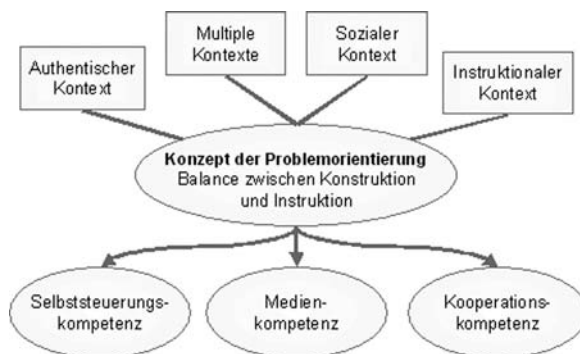 Authentischer
Kontext
Multiple
Kontexte
Sozialer
Kontext
Instruktionaler
Kontext
Konzept der Problemorientierung
Balance zwischen Konstruktion
und Instruktion
Selbststeuerungs-
kompetenz
Medien-
kompetenz
Kooperations-
kompetenz